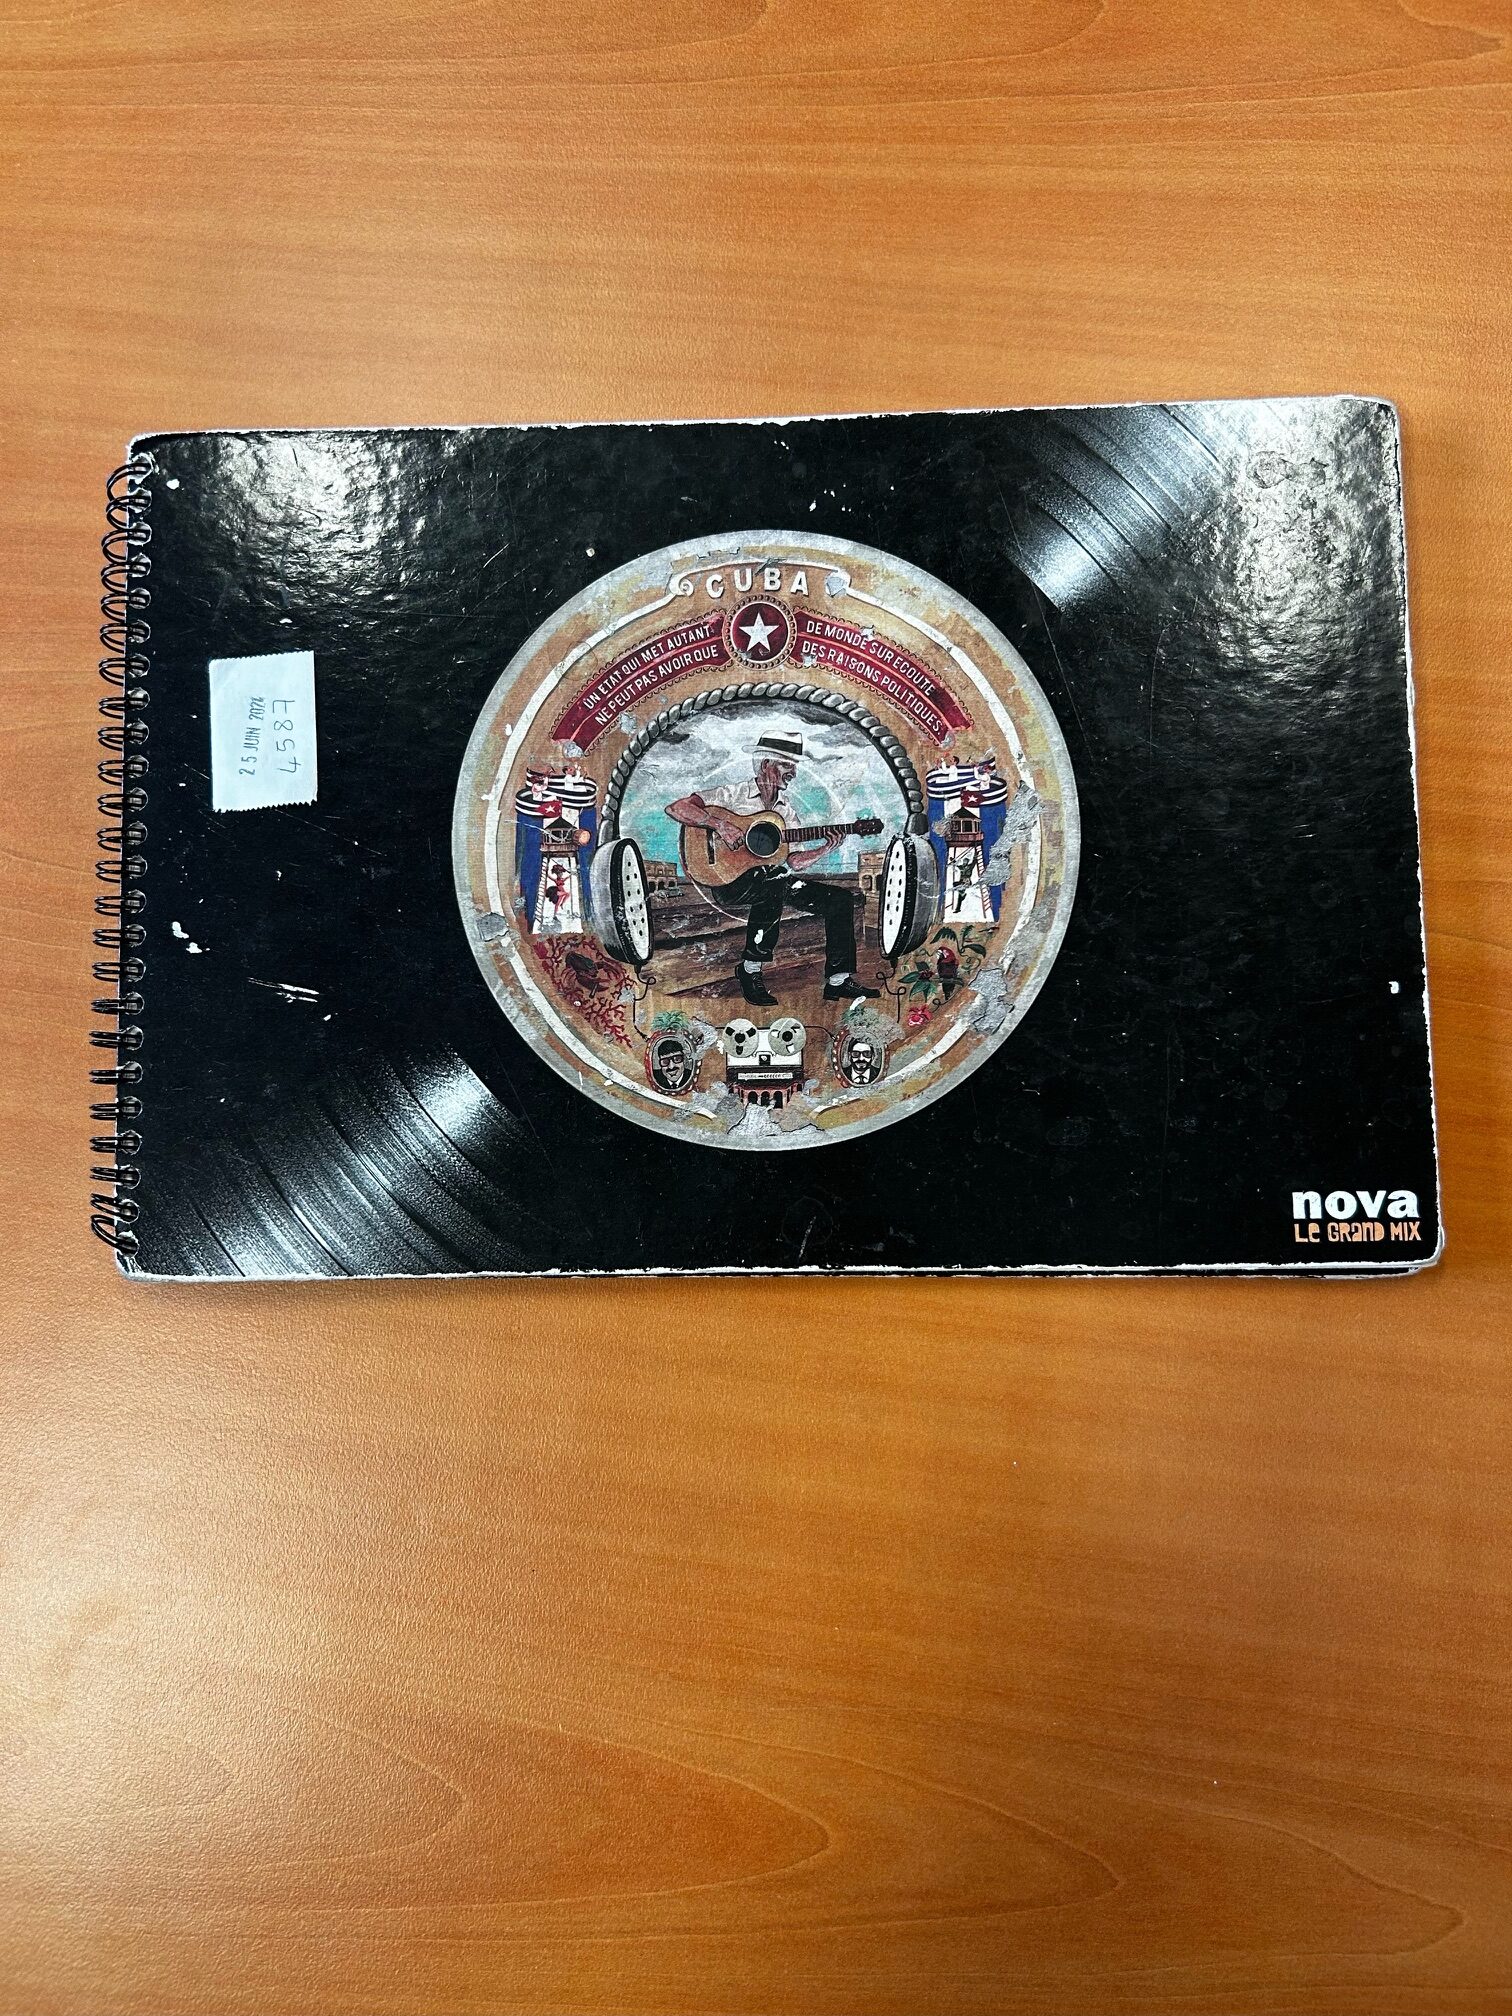 CUBA
UN ETAT QUI MET AUTANT DE MONDE SUR ECOUTE
NE PEUT PAS AVOIR QUE DES RAISONS POLITIQUES
25 JUIN 2024
4587
nova
Le GRAND MIX